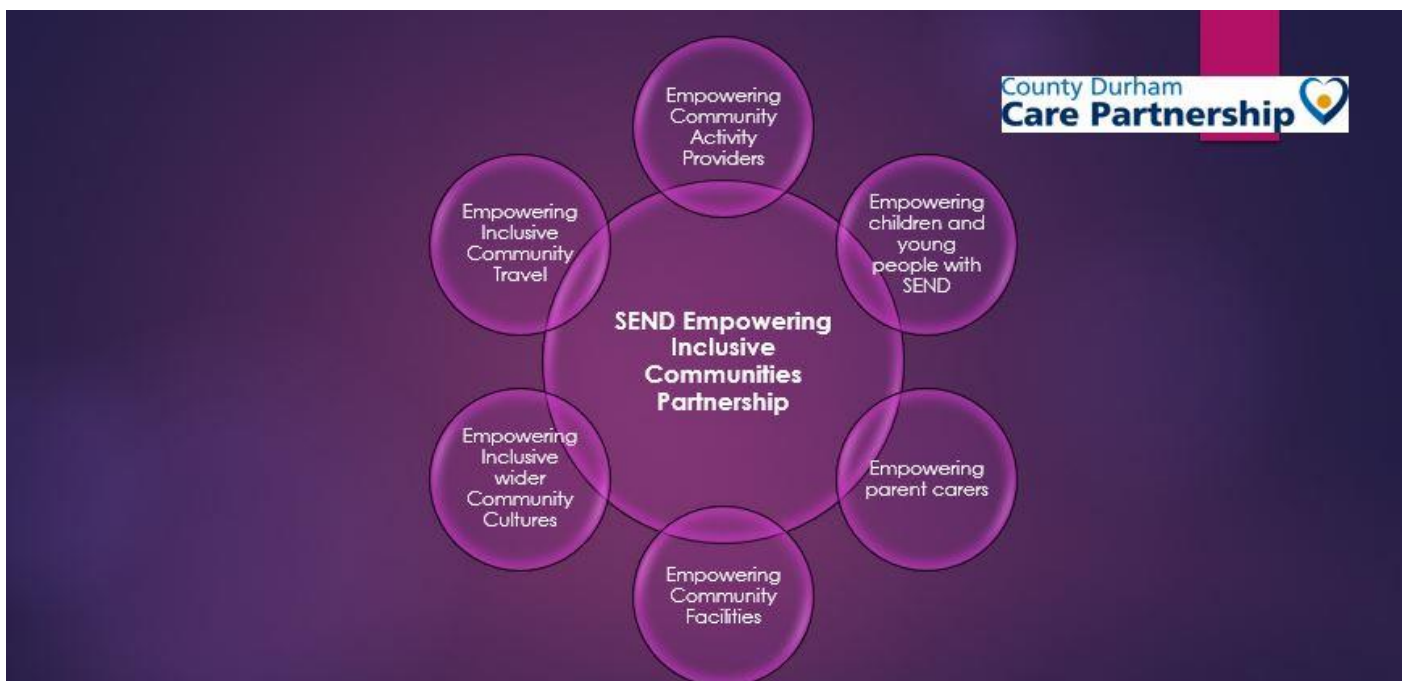 Empowering
Community
Activity
Providers
County Durham
Care Partnership
Empowering
children and
young
people with
SEND
Empowering
parent carers
Empowering
Community
Facilities
Empowering
Inclusive
wider
Community
Cultures
Empowering
Inclusive
Community
Travel
SEND Empowering
Inclusive
Communities
Partnership